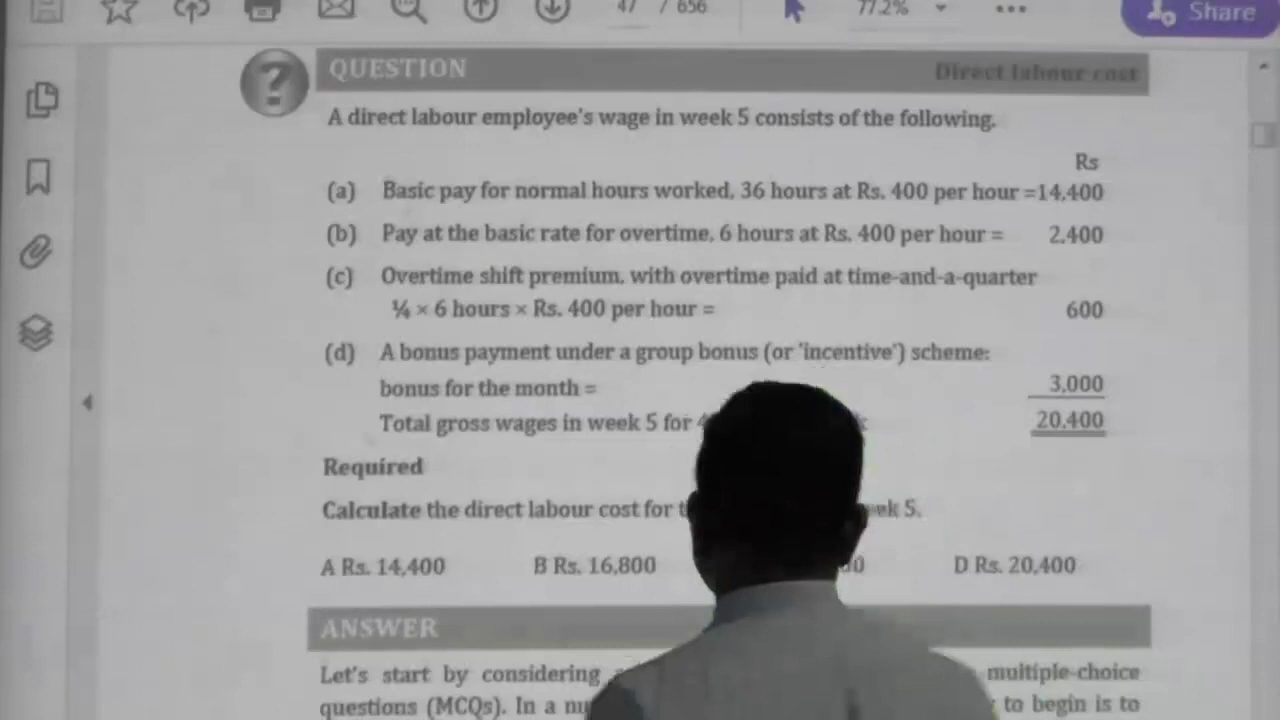 47 / 656
77.2%
Share
QUESTION
Direct labour cost
A direct labour employee's wage in week 5 consists of the following.
Rs
(a) Basic pay for normal hours worked, 36 hours at Rs. 400 per hour =14,400
(b) Pay at the basic rate for overtime, 6 hours at Rs. 400 per hour = 2,400
(c) Overtime shift premium, with overtime paid at time-and-a-quarter
¼ × 6 hours × Rs. 400 per hour = 600
(d) A bonus payment under a group bonus (or 'incentive') scheme:
bonus for the month = 3,000
Total gross wages in week 5 for 20,400
Required
Calculate the direct labour cost for 5.
A Rs. 14,400 B Rs. 16,800 D Rs. 20,400
ANSWER
Let's start by considering multiple-choice
questions (MCQs). In a to begin is to